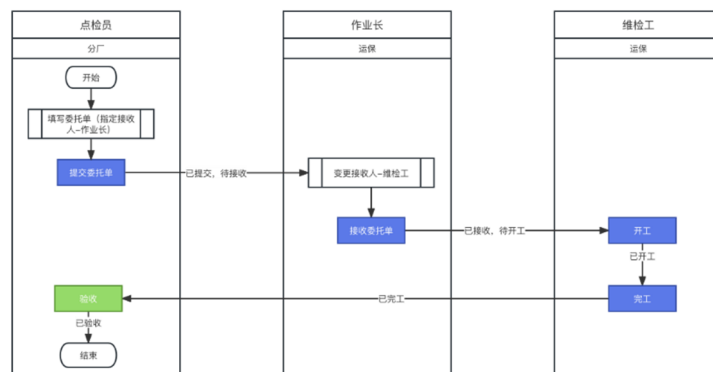 点检员
作业长
维检工
分厂
运保
运保
开始
填写委托单（指定接收
人-作业长）
提交委托单
已提交，待接收
变更接收人-维检工
接收委托单
已接收，待开工
开工
已开工
验收
已完工
完工
已验收
结束